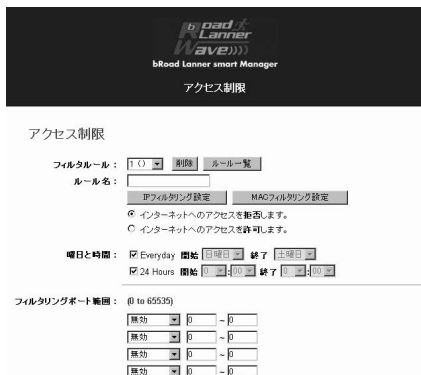 bRoad
Lanner
Wave))))
bRoad Lanner smart Manager
アクセス制限
アクセス制限
フィルタルール： 1 () 削除 ルール一覧
ルール名：
IPフィルタリング設定 MACフィルタリング設定
インターネットへのアクセスを拒否します。
インターネットへのアクセスを許可します。
曜日と時間： Everyday 開始 日曜日 終了 土曜日
24 Hours 開始 0 : 00 終了 0 : 00
フィルタリングポート範囲： (0 to 65535)
無効 0 ~ 0
無効 0 ~ 0
無効 0 ~ 0
無効 0 ~ 0